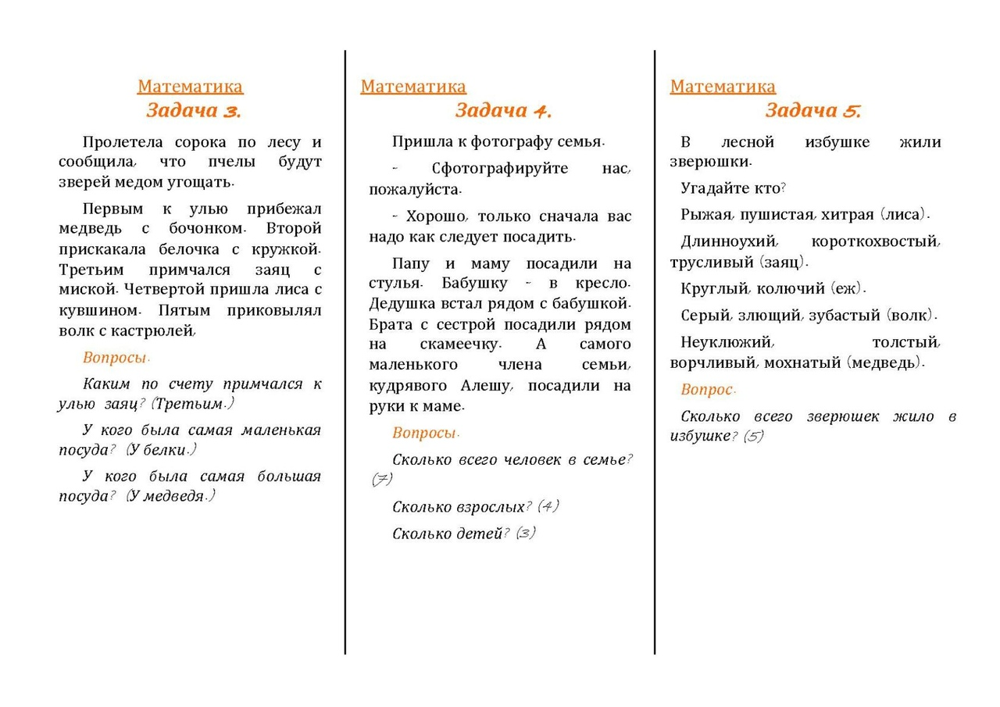 Математика
Задача 3.
Пролетела сорока по лесу и
сообщила, что пчелы будут
зверей медом угощать.
Первым к улью прибежал
медведь с бочонком. Второй
прискакала белочка с кружкой.
Третьим примчался заяц с
миской. Четвертой пришла лиса с
кувшином. Пятым приковылял
волк с кастрюлей,
Вопросы.
Каким по счету примчался к
улью заяц? (Третьим.)
У кого была самая маленькая
посуда? (У белки.)
У кого была самая большая
посуда? (У медведя.)
Математика
Задача 4.
Пришла к фотографу семья.
- Сфотографируйте нас,
пожалуйста.
- Хорошо, только сначала вас
надо как следует посадить.
Папу и маму посадили на
стулья. Бабушку - в кресло.
Дедушка встал рядом с бабушкой.
Брата с сестрой посадили рядом
на скамеечку. А самого
маленького члена семьи,
кудрявого Алешу, посадили на
руки к маме.
Вопросы.
Сколько всего человек в семье?
(7)
Сколько взрослых? (4)
Сколько детей? (3)
Математика
Задача 5.
В лесной избушке жили
зверюшки.
Угадайте кто?
Рыжая, пушистая, хитрая (лиса).
Длинноухий, короткохвостый,
трусливый (заяц).
Круглый, колючий (еж).
Серый, злющий, зубастый (волк).
Неуклюжий, толстый,
ворчливый, мохнатый (медведь).
Вопрос.
Сколько всего зверюшек жило в
избушке? (5)